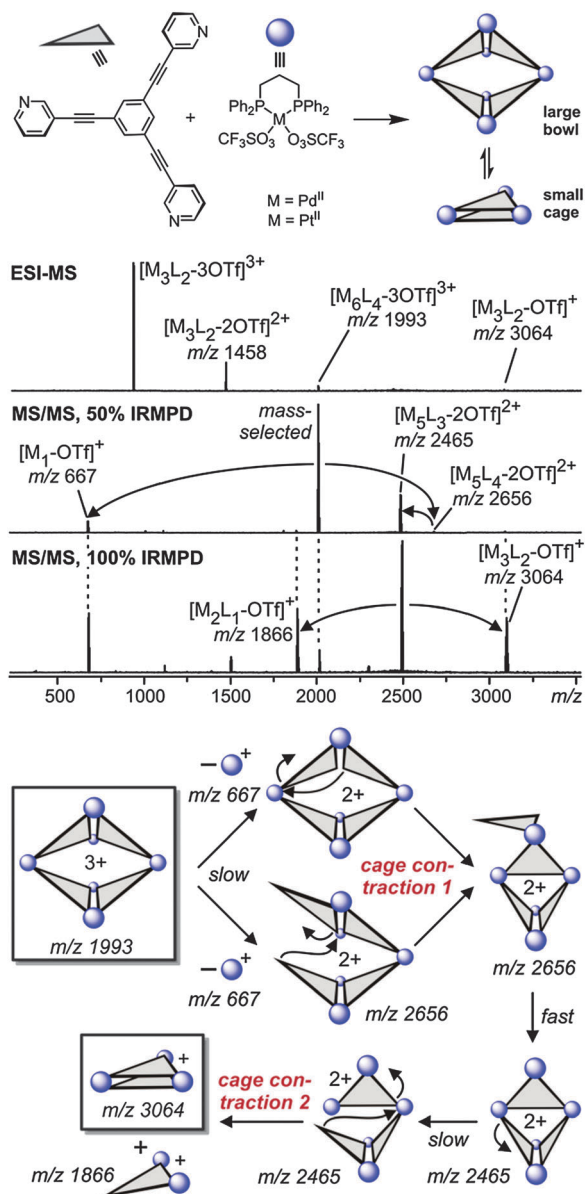 N
N
N
≡
≡
+
Ph2P
PPh2
M
CF3SO3
O3SCF3
M = PdII
M = PtII
large
bowl
small
cage
ESI-MS
[M3L2-3OTf]3+
[M3L2-2OTf]2+
m/z 1458
[M6L4-3OTf]3+
m/z 1993
[M3L2-OTf]+
m/z 3064
MS/MS, 50% IRMPD
mass-
selected
[M1-OTf]+
m/z 667
[M5L3-2OTf]2+
m/z 2465
[M5L4-2OTf]2+
m/z 2656
MS/MS, 100% IRMPD
[M2L1-OTf]+
m/z 1866
[M3L2-OTf]+
m/z 3064
500 1000 1500 2000 2500 3000 m/z
3+
m/z 1993
slow
– +
m/z 667
2+
– +
m/z 667
2+
m/z 2656
cage con-
traction 1
2+
m/z 2656
fast
2+
m/z 2465
slow
2+
m/z 2465
cage con-
traction 2
+
m/z 3064
+
+
m/z 1866